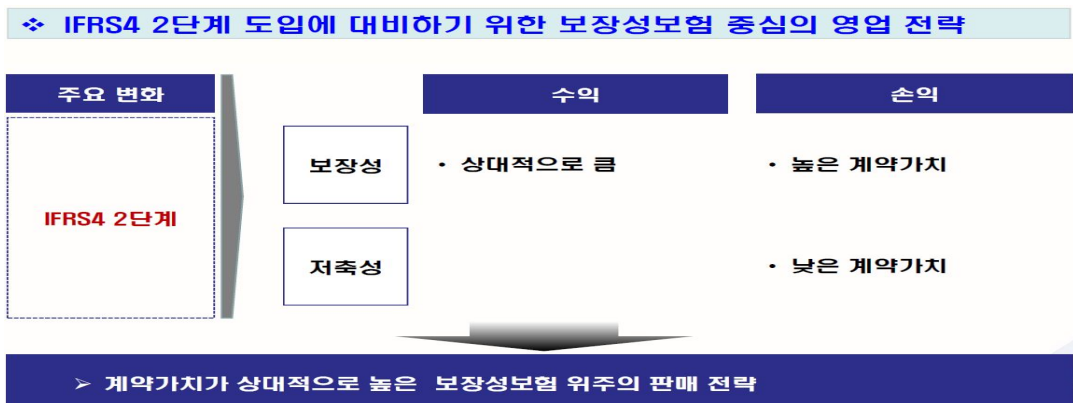 ❖ IFRS4 2단계 도입에 대비하기 위한 보장성보험 중심의 영업 전략
주요 변화
수익
손익
IFRS4 2단계
보장성
• 상대적으로 큼
• 높은 계약가치
저축성
• 낮은 계약가치
➢ 계약가치가 상대적으로 높은 보장성보험 위주의 판매 전략